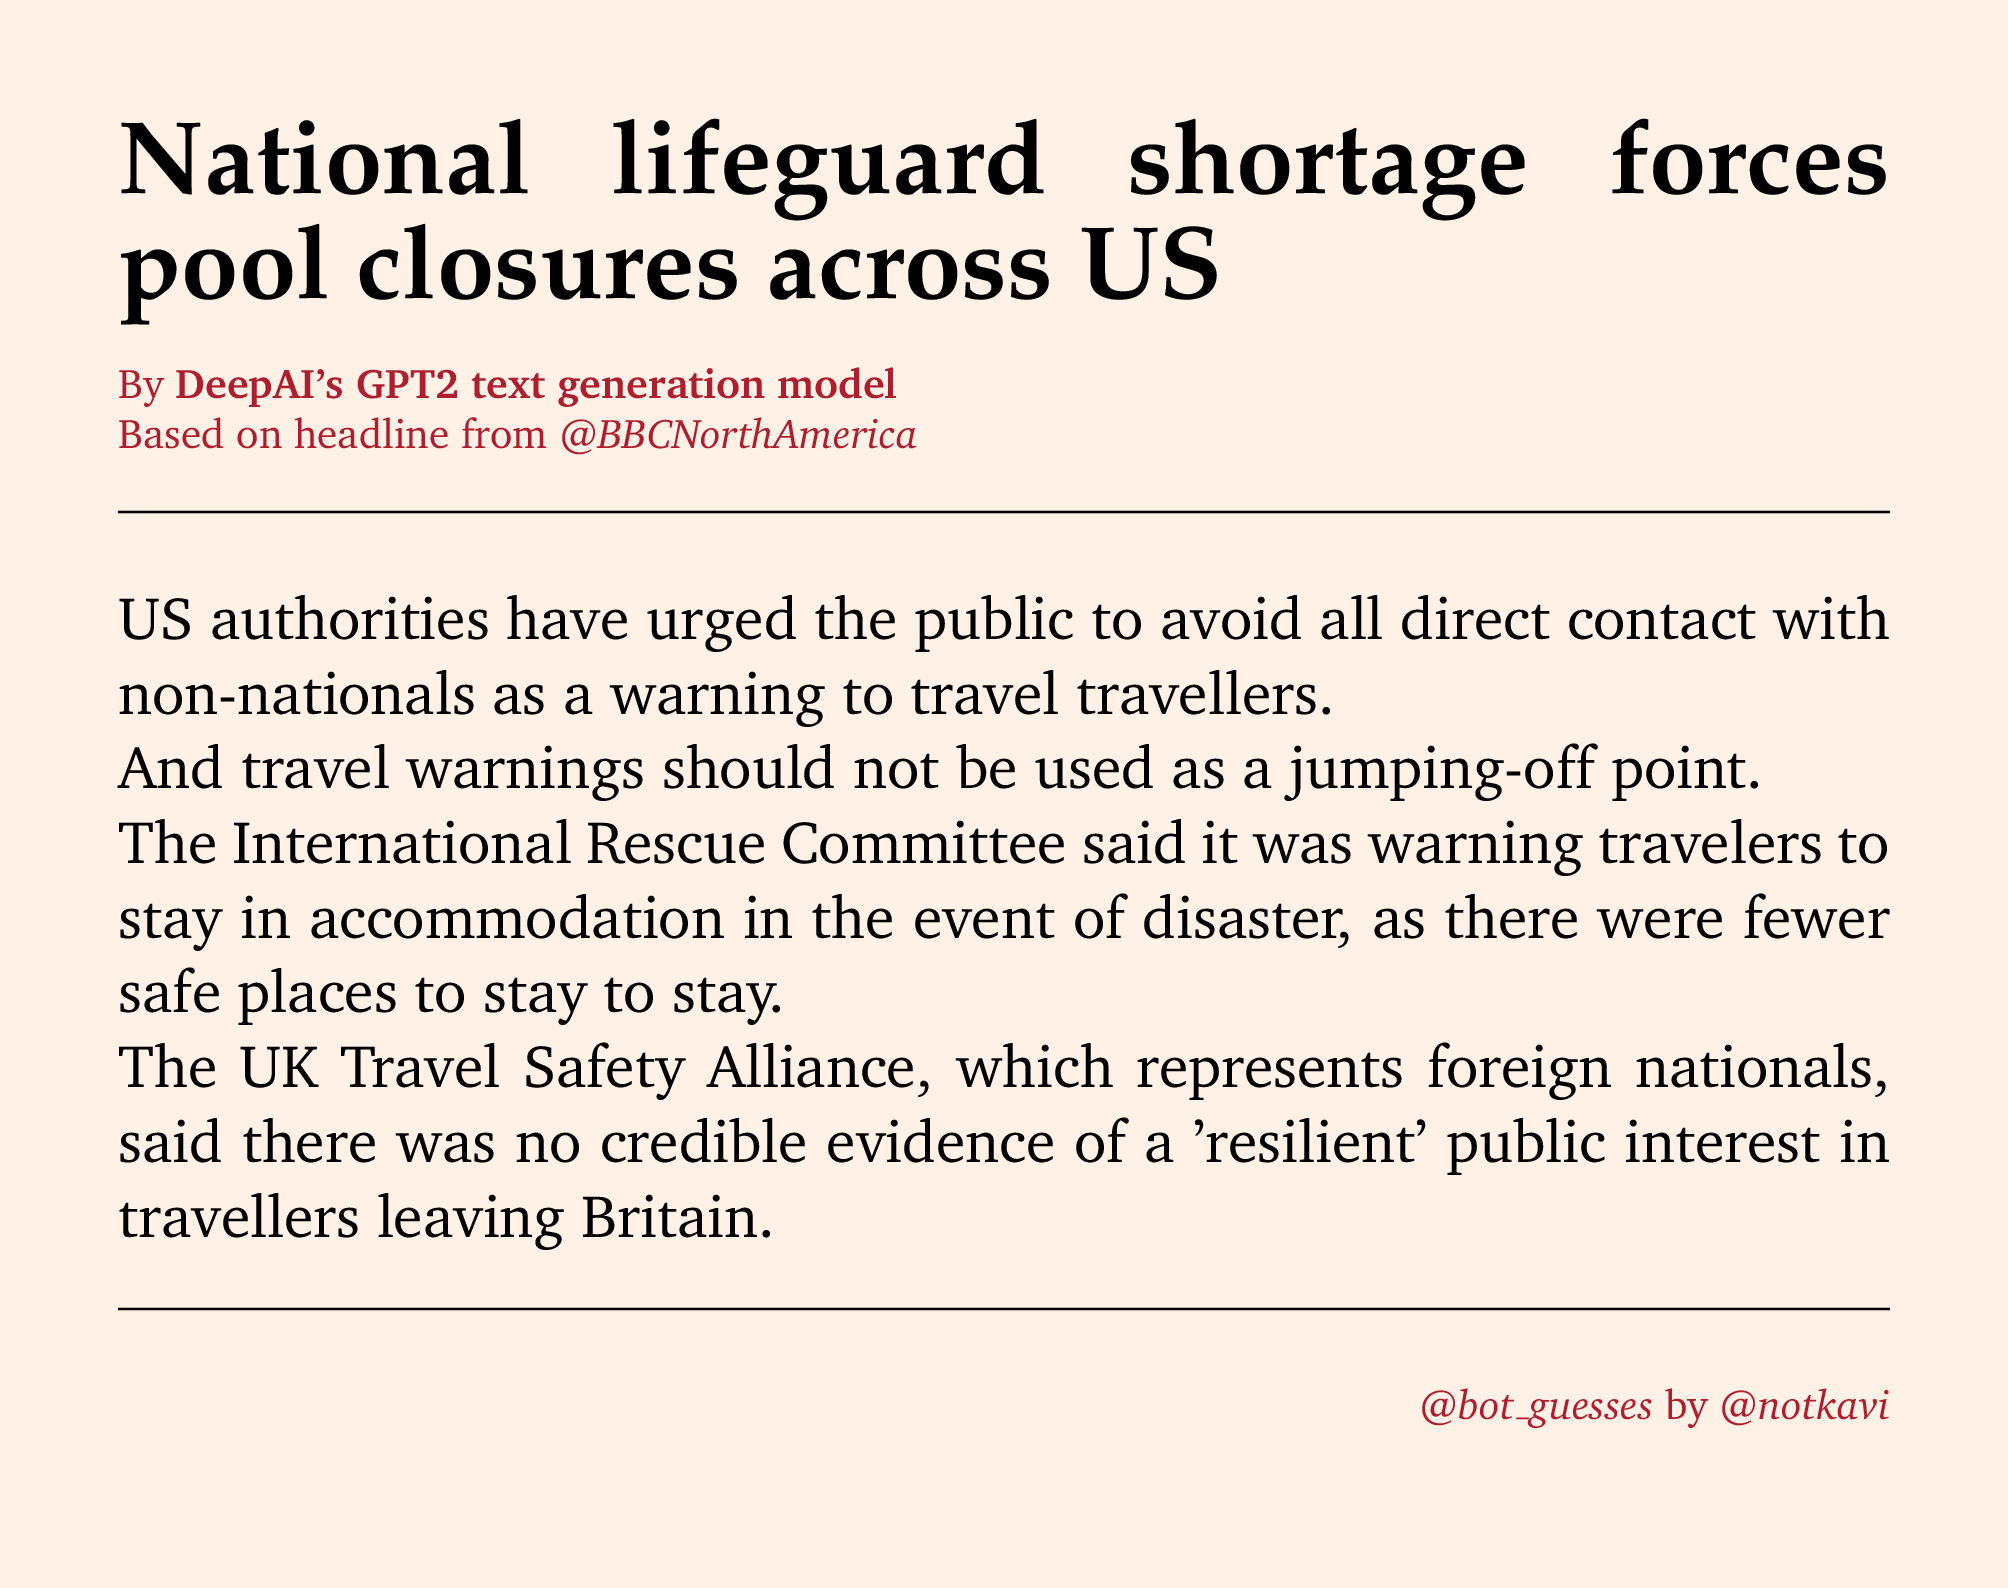 National lifeguard shortage forces
pool closures across US
By DeepAI’s GPT2 text generation model
Based on headline from @BBCNorthAmerica
US authorities have urged the public to avoid all direct contact with
non-nationals as a warning to travel travellers.
And travel warnings should not be used as a jumping-off point.
The International Rescue Committee said it was warning travelers to
stay in accommodation in the event of disaster, as there were fewer
safe places to stay to stay.
The UK Travel Safety Alliance, which represents foreign nationals,
said there was no credible evidence of a ’resilient’ public interest in
travellers leaving Britain.
@bot_guesses by @notkavi